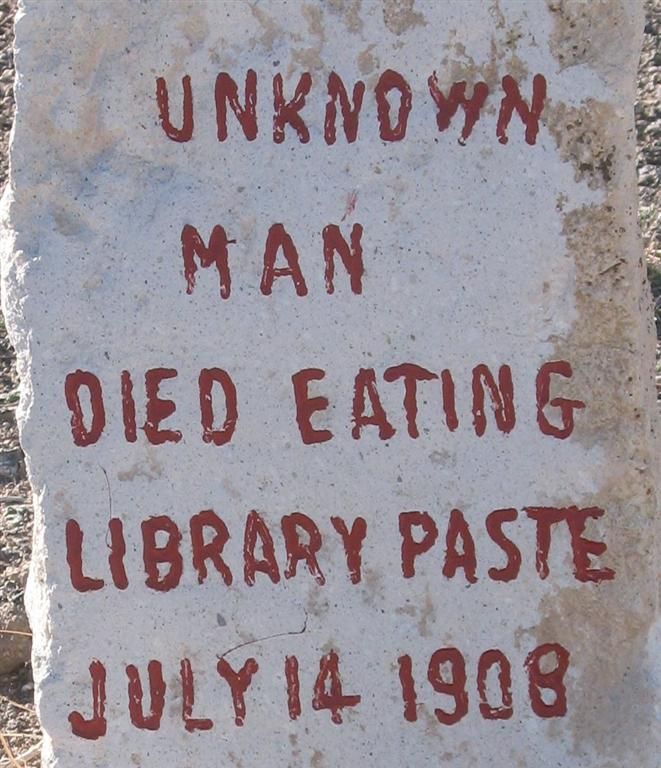 UNKNOWN
MAN
DIED EATING
LIBRARY PASTE
JULY 14 1908